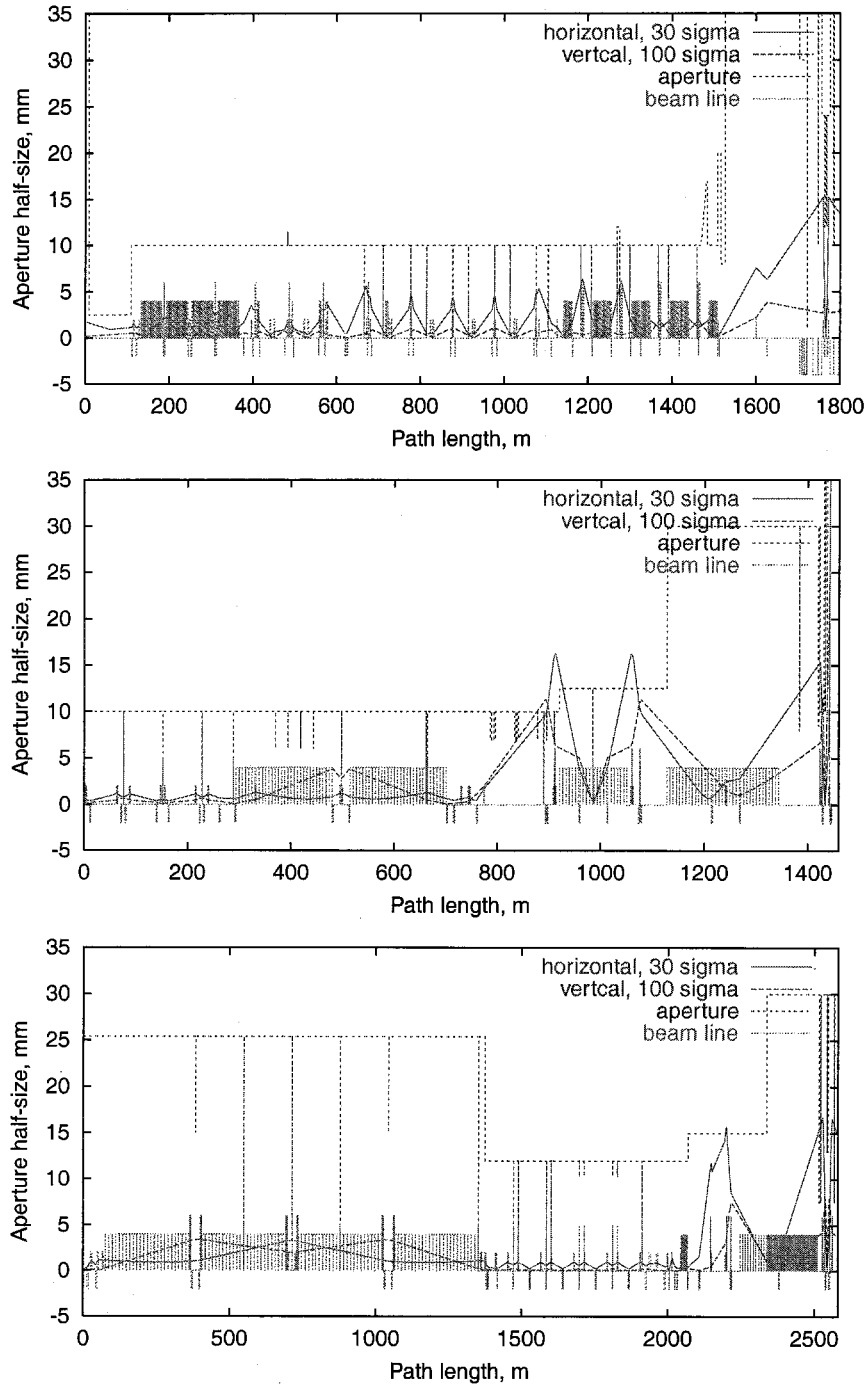 Aperture half-size, mm
35
30
25
20
15
10
5
0
-5
horizontal, 30 sigma
vertcal, 100 sigma
aperture
beam line
0 200 400 600 800 1000 1200 1400 1600 1800
Path length, m
Aperture half-size, mm
35
30
25
20
15
10
5
0
-5
horizontal, 30 sigma
vertcal, 100 sigma
aperture
beam line
0 200 400 600 800 1000 1200 1400
Path length, m
Aperture half-size, mm
35
30
25
20
15
10
5
0
-5
horizontal, 30 sigma
vertcal, 100 sigma
aperture
beam line
0 500 1000 1500 2000 2500
Path length, m